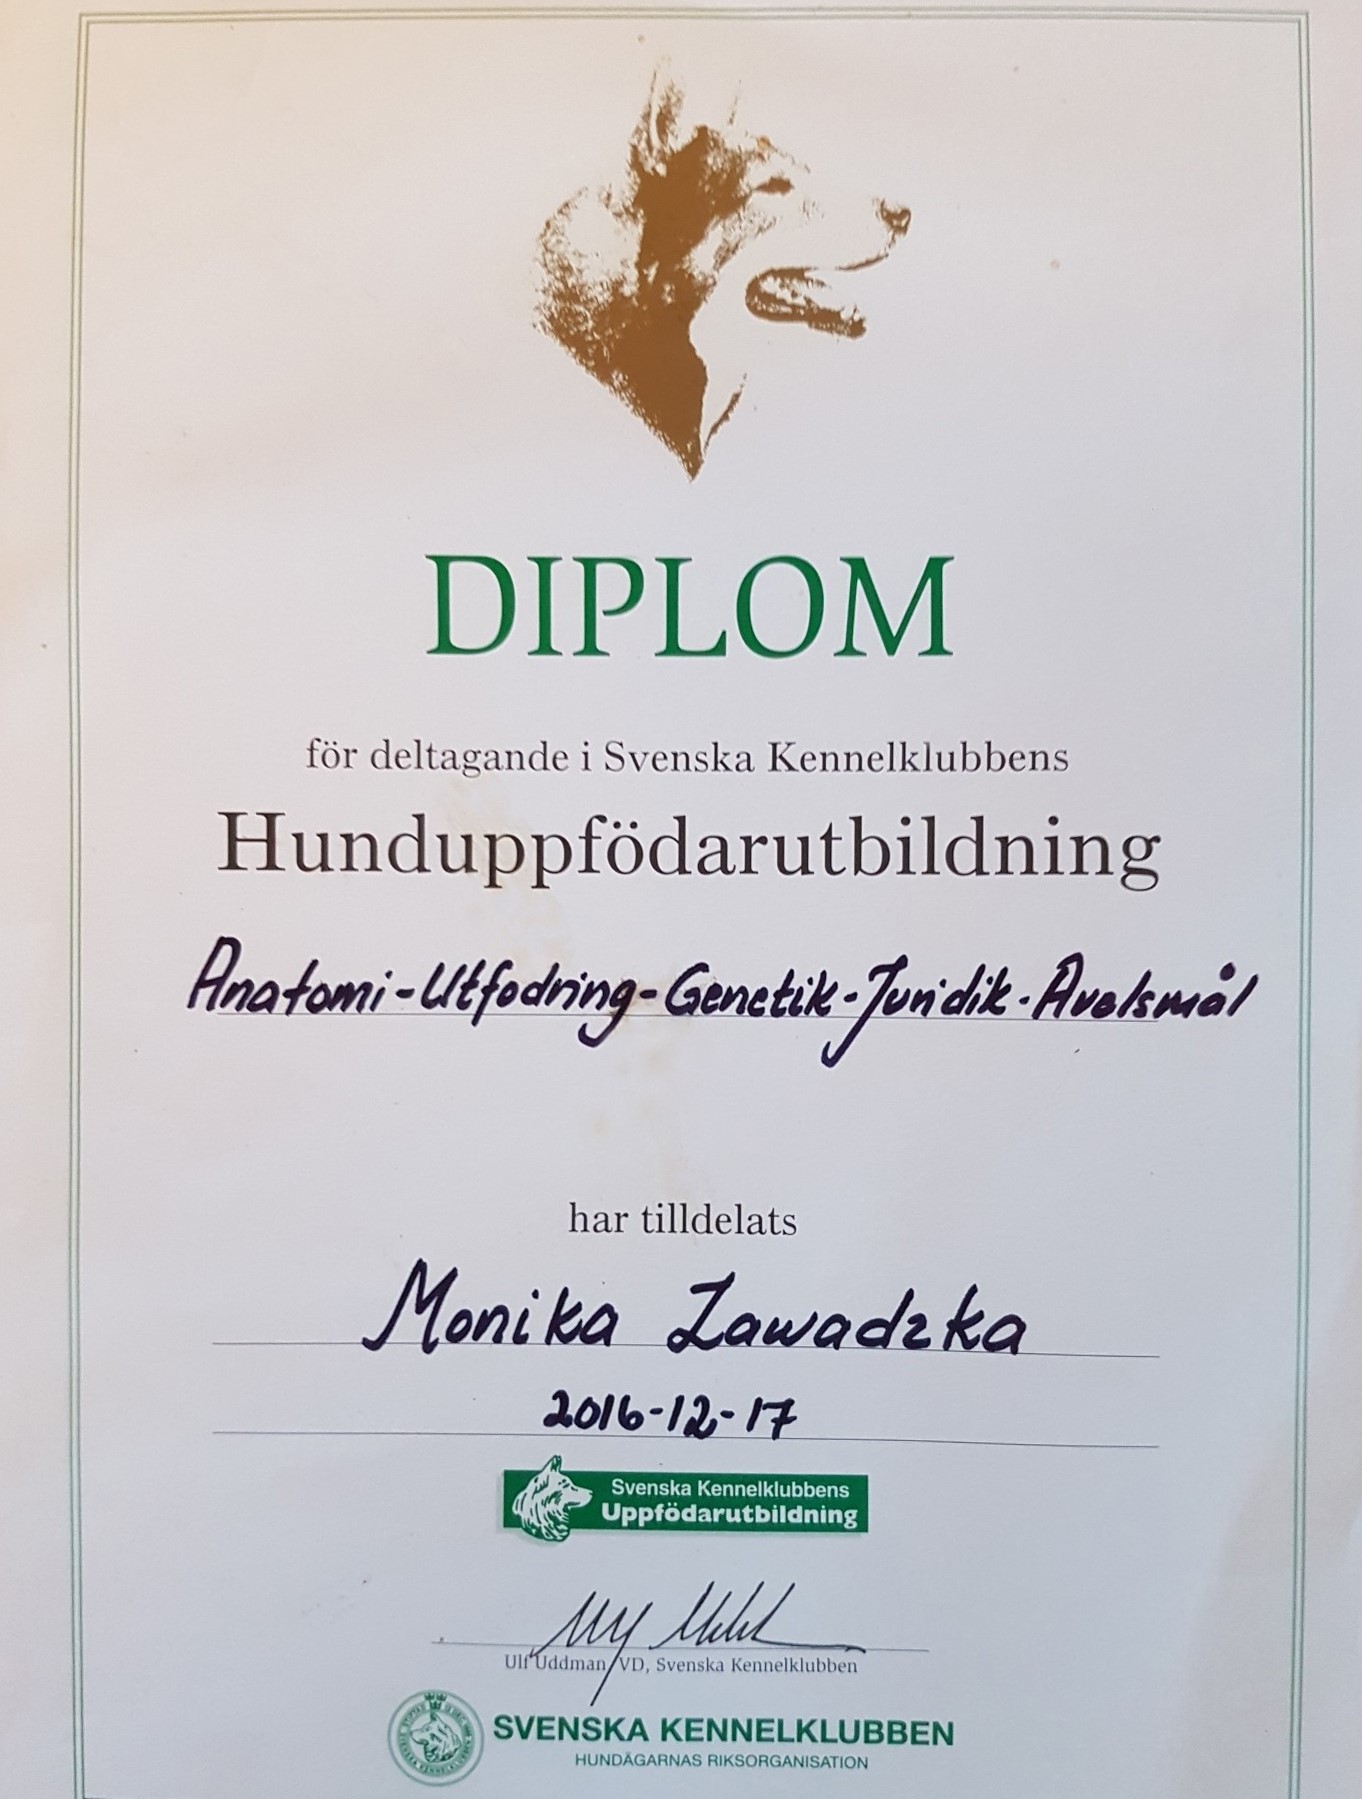 DIPLOM
för deltagande i Svenska Kennelklubbens
Hunduppfödarutbildning
Anatomi-Utfodring-Genetik-Juridik-Avelsmål
har tilldelats
Monika Zawadzka
2016-12-17
Svenska Kennelklubbens
Uppfödarutbildning
Ulf Uddman, VD, Svenska Kennelklubben
SVENSKA KENNELKLUBBEN
HUNDÄGARNAS RIKSORGANISATION